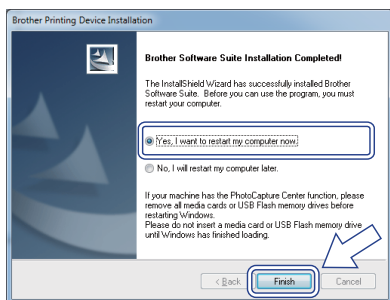 Brother Printing Device Installation
Brother Software Suite Installation Completed!
The InstallShield Wizard has successfully installed Brother
Software Suite.  Before you can use the program, you must
restart your computer.
Yes, I want to restart my computer now.
No, I will restart my computer later.
If your machine has the PhotoCapture Center function, please
remove all media cards or USB Flash memory drives before
restarting Windows.
Please do not insert a media card or USB Flash memory drive
until Windows has finished loading.
< Back Finish Cancel